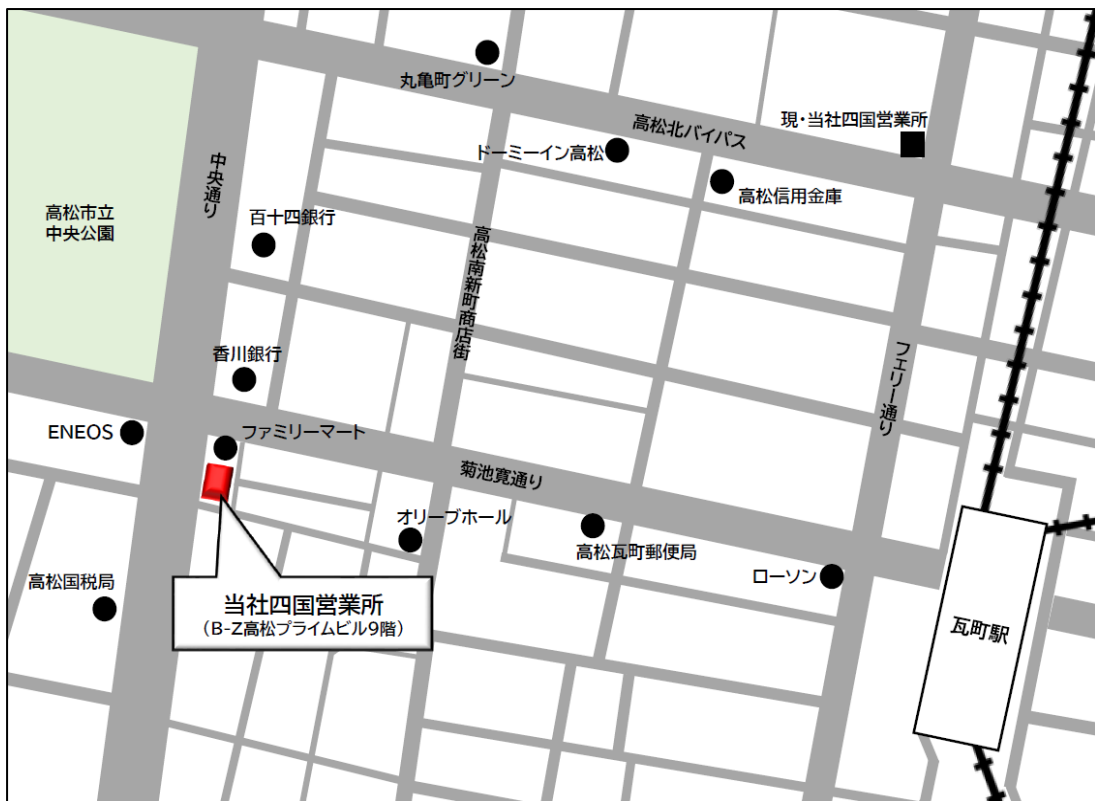 丸亀町グリーン
高松北バイパス
現・当社四国営業所
ドーミーイン高松
高松信用金庫
中央通り
高松市立
中央公園
百十四銀行
高松南新町商店街
香川銀行
フェリー通り
ENEOS
ファミリーマート
菊池寛通り
オリーブホール
高松瓦町郵便局
ローソン
高松国税局
当社四国営業所
(B-Z高松プライムビル9階)
瓦町駅